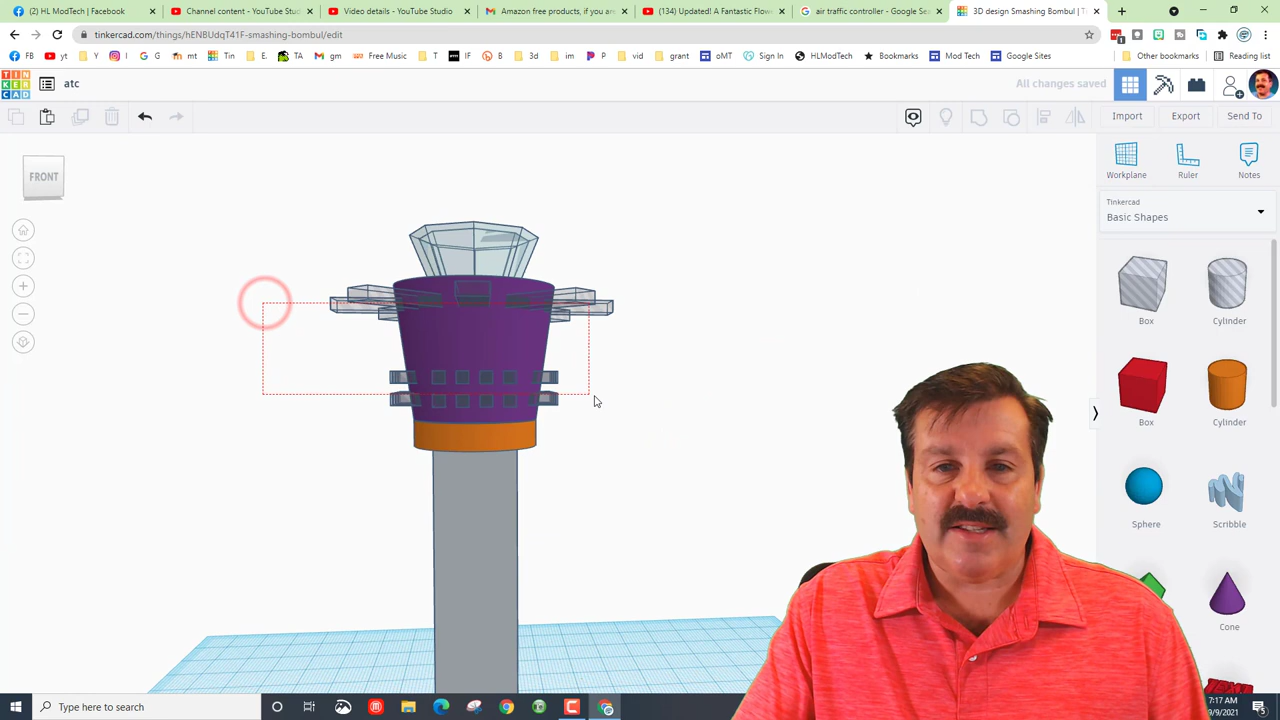 (2) HL ModTech | Facebook
Channel content - YouTube Studio
Video details - YouTube Studio
Amazon free products, if you an
(134) Updated! A Fantastic Flow
air traffic controller - Google Se
3D design Smashing Bombul | Ti
tinkercad.com/things/hENBUdqT41F-smashing-bombul/edit
FB
yt
Y
I
G
mt
Tin
E.
TA
IF
Free Music
T
IF
B
3d
im
P
vid
grant
oMT
Google Search
HLModTech
Bookmarks
Mod Tech
Google Sites
Other bookmarks
Reading list
TIN
KER
CAD
atc
All changes saved
Import
Export
Send To
FRONT
Workplane
Ruler
Notes
Tinkercad
Basic Shapes
Box
Cylinder
Box
Cylinder
Sphere
Scribble
Cone
Type here to search
7:17 AM
9/9/2021
5